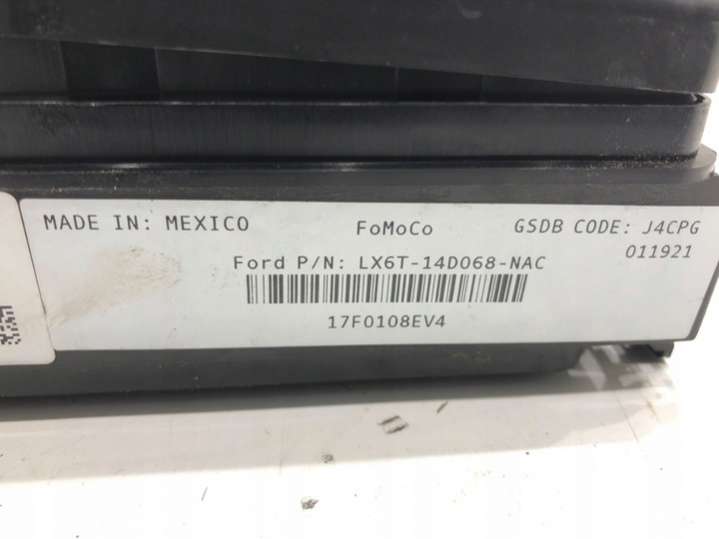 MADE IN: MEXICO FoMoCo GSDB CODE: J4CPG
011921
Ford P/N: LX6T-14D068-NAC
17F0108EV4